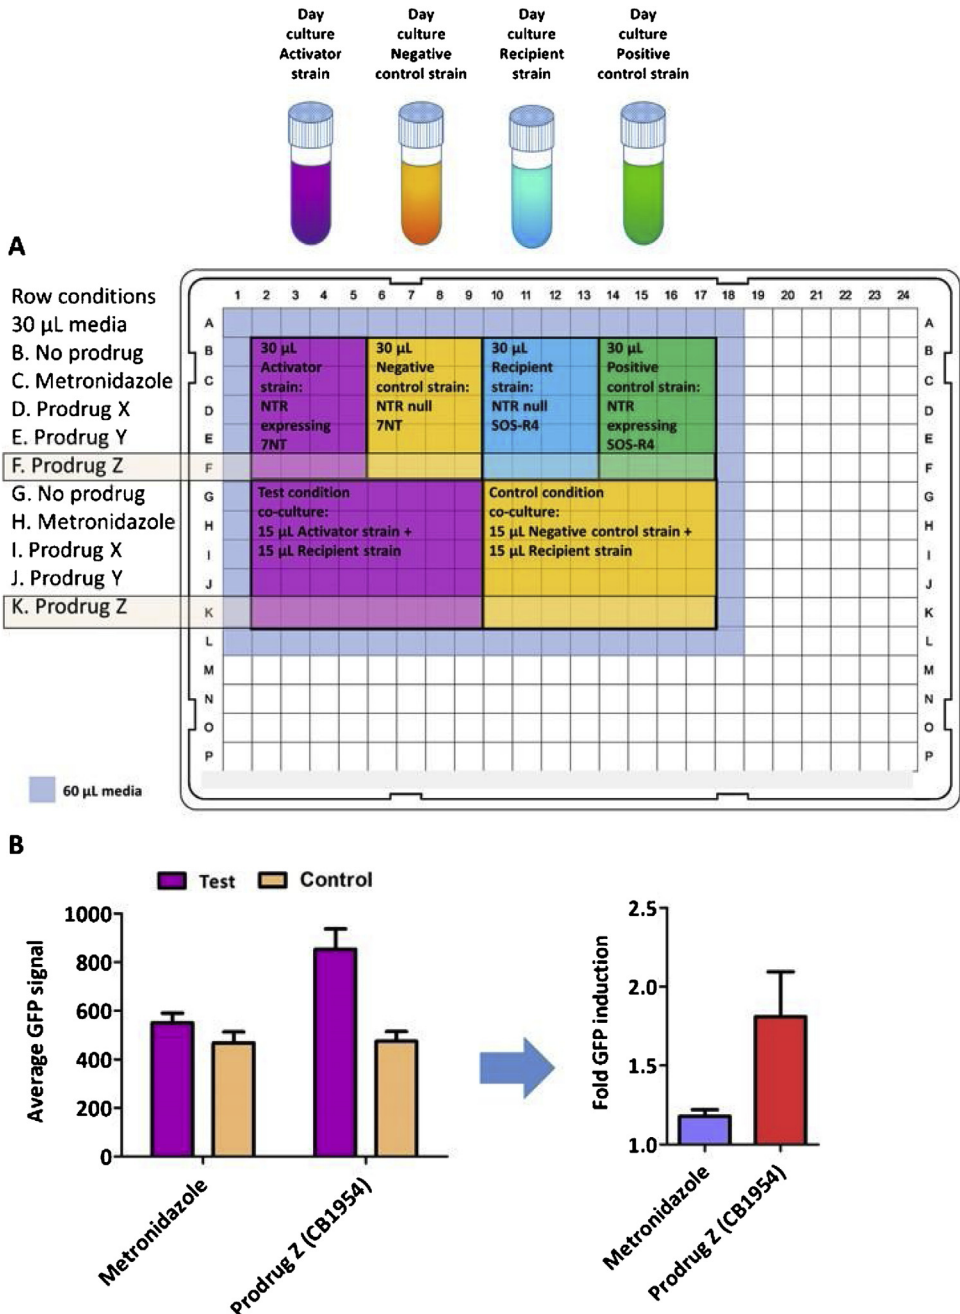 Day
culture
Activator
strain
Day
culture
Negative
control strain
Day
culture
Recipient
strain
Day
culture
Positive
control strain
A
Row conditions
30 µL media
B. No prodrug
C. Metronidazole
D. Prodrug X
E. Prodrug Y
F. Prodrug Z
G. No prodrug
H. Metronidazole
I. Prodrug X
J. Prodrug Y
K. Prodrug Z
1 2 3 4 5 6 7 8 9 10 11 12 13 14 15 16 17 18 19 20 21 22 23 24
A
B
C
D
E
F
G
H
I
J
K
L
M
N
O
P
30 µL
Activator
strain:
NTR
expressing
7NT
30 µL
Negative
control strain:
NTR null
7NT
30 µL
Recipient
strain:
NTR null
SOS-R4
30 µL
Positive
control strain:
NTR
expressing
SOS-R4
Test condition
co-culture:
15 µL Activator strain +
15 µL Recipient strain
Control condition
co-culture:
15 µL Negative control strain +
15 µL Recipient strain
A
B
C
D
E
F
G
H
I
J
K
L
M
N
O
P
60 µL media
B
Test Control
Average GFP signal
1000
800
600
400
200
0
Metronidazole
Prodrug Z (CB1954)
Fold GFP induction
2.5
2.0
1.5
1.0
Metronidazole
Prodrug Z (CB1954)